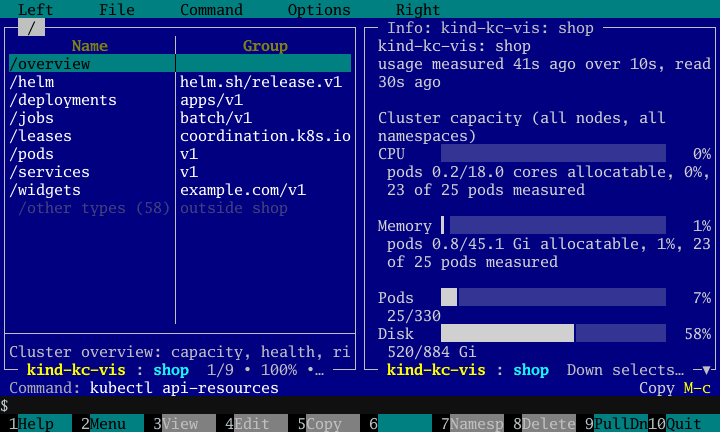 Left File Command Options Right
/
Name Group
/overview
/helm helm.sh/release.v1
/deployments apps/v1
/jobs batch/v1
/leases coordination.k8s.io
/pods v1
/services v1
/widgets example.com/v1
/other types (58) outside shop
Cluster overview: capacity, health, ri
kind-kc-vis : shop 1/9 • 100% •…
Info: kind-kc-vis: shop
kind-kc-vis: shop
usage measured 41s ago over 10s, read
30s ago
Cluster capacity (all nodes, all
namespaces)
CPU 0%
pods 0.2/18.0 cores allocatable, 0%,
23 of 25 pods measured
Memory 1%
pods 0.8/45.1 Gi allocatable, 1%, 23
of 25 pods measured
Pods 7%
25/330
Disk 58%
520/884 Gi
kind-kc-vis : shop Down selects… ▼
Command: kubectl api-resources Copy M-c
$
1Help 2Menu 3View 4Edit 5Copy 6 7Namesp 8Delete 9PullDn 10Quit